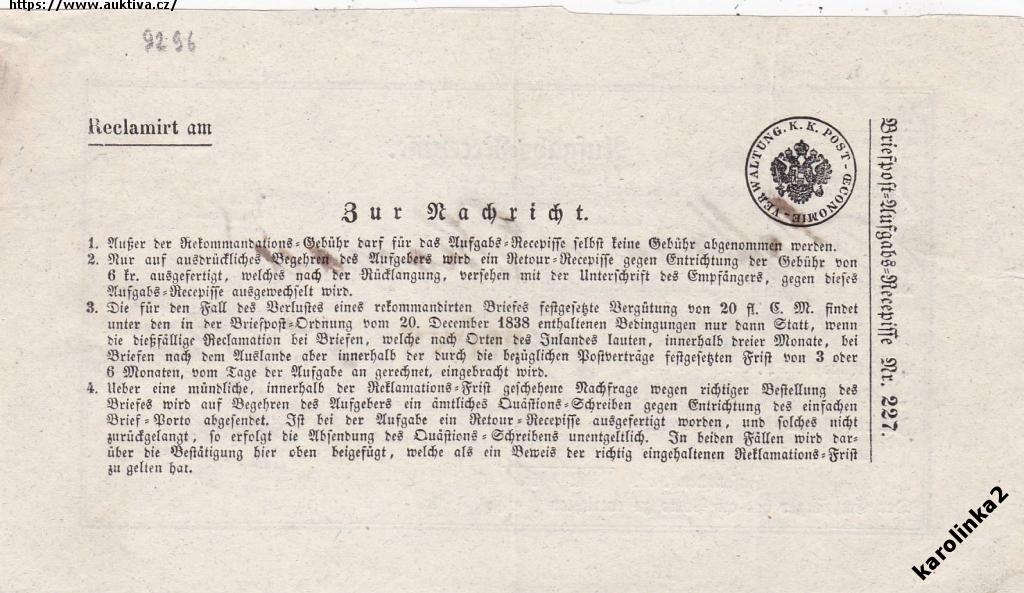 https://www.auktiva.cz/
9296
Reclamirt am
K. K. POST-ŒCONOMIE-VERWALTUNG.
Briefpost=Aufgabs=Recepisse Nr. 227.
Zur Nachricht.
1. Außer der Rekommandations=Gebühr darf für das Aufgabs=Recepisse selbst keine Gebühr abgenommen werden.
2. Nur auf ausdrückliches Begehren des Aufgebers wird ein Retour=Recepisse gegen Entrichtung der Gebühr von
6 kr. ausgefertigt, welches nach der Rücklangung, versehen mit der Unterschrift des Empfängers, gegen dieses
Aufgabs=Recepisse ausgewechselt wird.
3. Die für den Fall des Verlustes eines rekommandirten Briefes festgesetzte Vergütung von 20 fl. C. M. findet
unter den in der Briefpost=Ordnung vom 20. December 1838 enthaltenen Bedingungen nur dann Statt, wenn
die dießfällige Reclamation bei Briefen, welche nach Orten des Inlandes lauten, innerhalb dreier Monate, bei
Briefen nach dem Auslande aber innerhalb der durch die bezüglichen Postverträge festgesetzten Frist von 3 oder
6 Monaten, vom Tage der Aufgabe an gerechnet, eingebracht wird.
4. Ueber eine mündliche, innerhalb der Reklamations=Frist geschehene Nachfrage wegen richtiger Bestellung des
Briefes wird auf Begehren des Aufgebers ein ämtliches Quästions=Schreiben gegen Entrichtung des einfachen
Brief=Porto abgesendet. Ist bei der Aufgabe ein Retour=Recepisse ausgefertigt worden, und solches nicht
zurückgelangt, so erfolgt die Absendung des Quästions=Schreibens unentgeltlich. In beiden Fällen wird dar=
über die Bestätigung hier oben beigefügt, welche als ein Beweis der richtig eingehaltenen Reklamations=Frist
zu gelten hat.
karolinka2